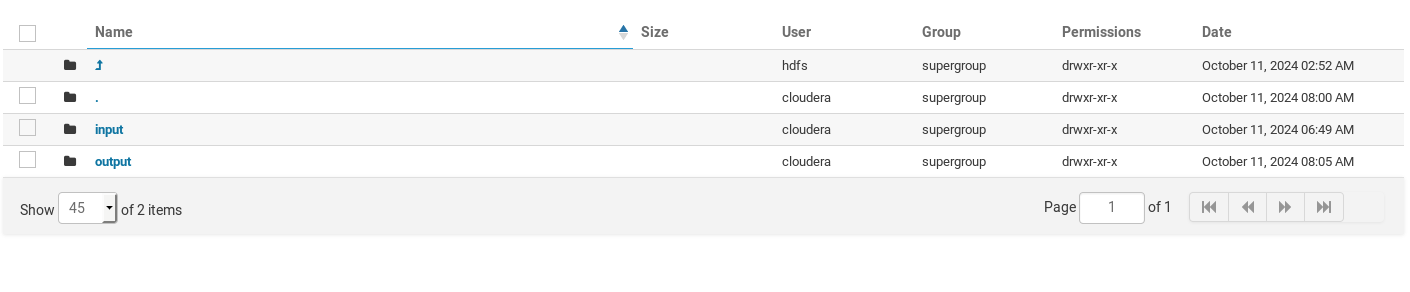 Name Size User Group Permissions Date
hdfs supergroup drwxr-xr-x October 11, 2024 02:52 AM
. cloudera supergroup drwxr-xr-x October 11, 2024 08:00 AM
input cloudera supergroup drwxr-xr-x October 11, 2024 06:49 AM
output cloudera supergroup drwxr-xr-x October 11, 2024 08:05 AM
Show 45 of 2 items Page 1 of 1